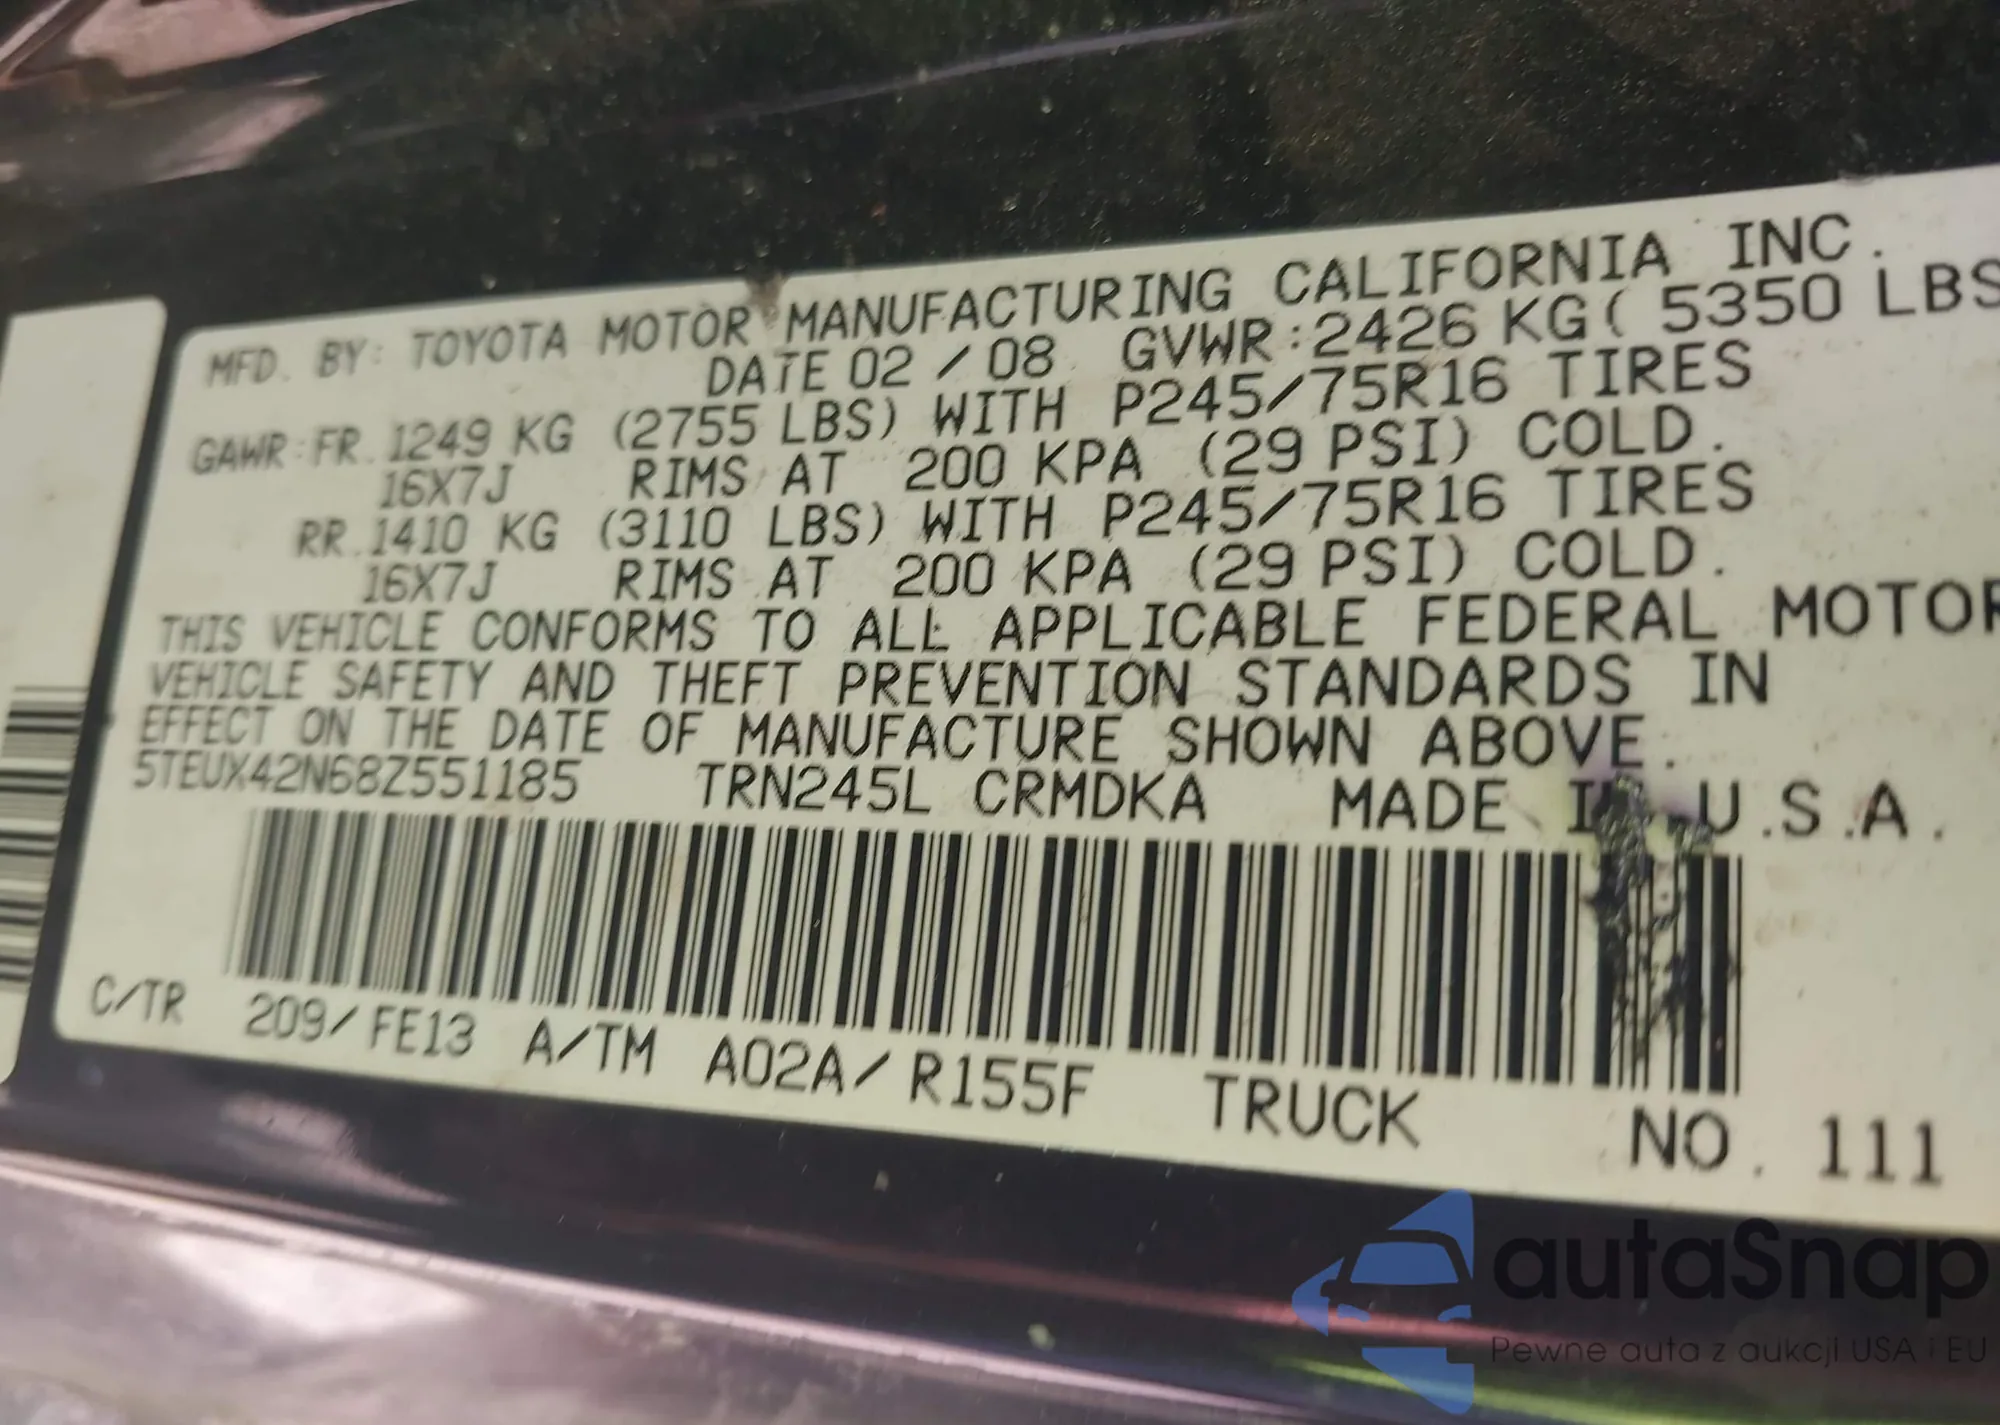 MFD. BY: TOYOTA MOTOR MANUFACTURING CALIFORNIA INC.
DATE 02 / 08 GVWR:2426 KG( 5350 LBS
GAWR:FR.1249 KG (2755 LBS) WITH P245/75R16 TIRES
16X7J RIMS AT 200 KPA (29 PSI) COLD.
RR.1410 KG (3110 LBS) WITH P245/75R16 TIRES
16X7J RIMS AT 200 KPA (29 PSI) COLD.
THIS VEHICLE CONFORMS TO ALL APPLICABLE FEDERAL MOTOR
VEHICLE SAFETY AND THEFT PREVENTION STANDARDS IN
EFFECT ON THE DATE OF MANUFACTURE SHOWN ABOVE.
5TEUX42N68Z551185 TRN245L CRMDKA MADE IN U.S.A.
C/TR 209/FE13 A/TM A02A/R155F TRUCK NO. 111
autaSnap
Pewne auta z aukcji USA i EU